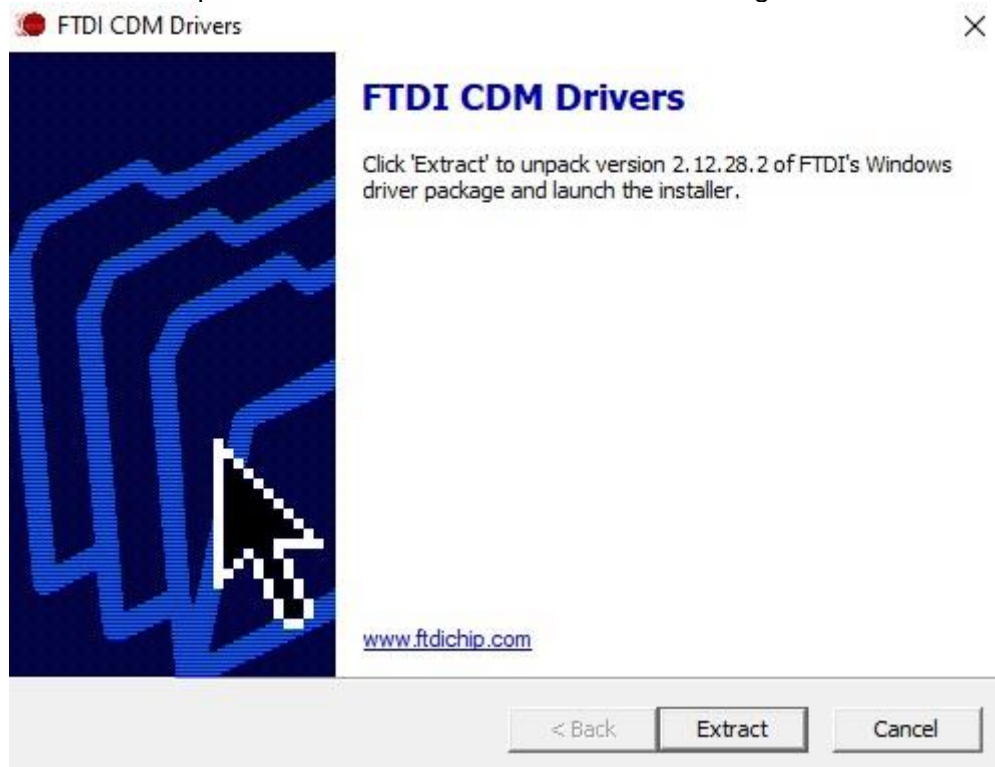 FTDI CDM Drivers
FTDI CDM Drivers
Click 'Extract' to unpack version 2.12.28.2 of FTDI's Windows
driver package and launch the installer.
www.ftdichip.com
< Back
Extract
Cancel